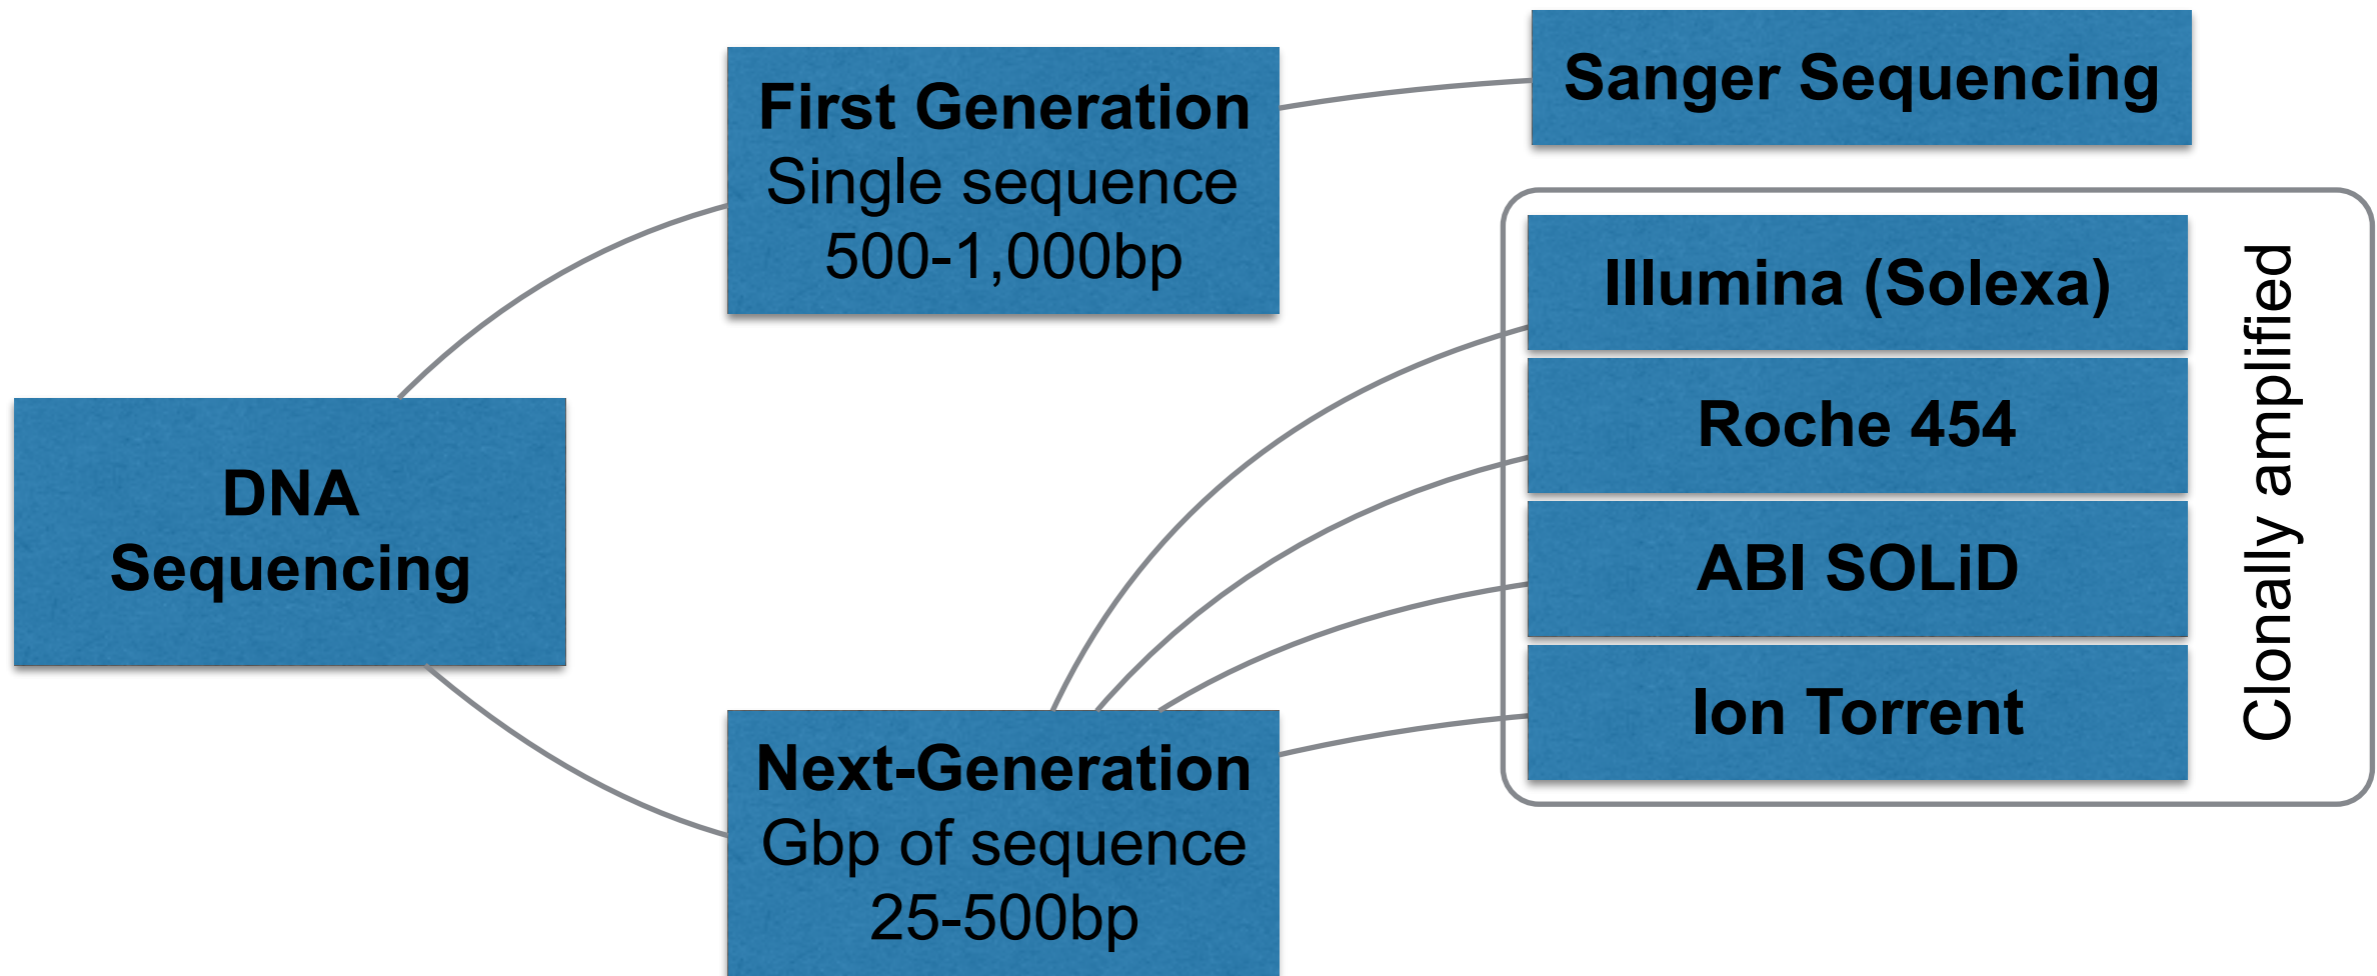 DNA
Sequencing
First Generation
Single sequence
500-1,000bp
Sanger Sequencing
Next-Generation
Gbp of sequence
25-500bp
Illumina (Solexa)
Roche 454
ABI SOLiD
Ion Torrent
Clonally amplified